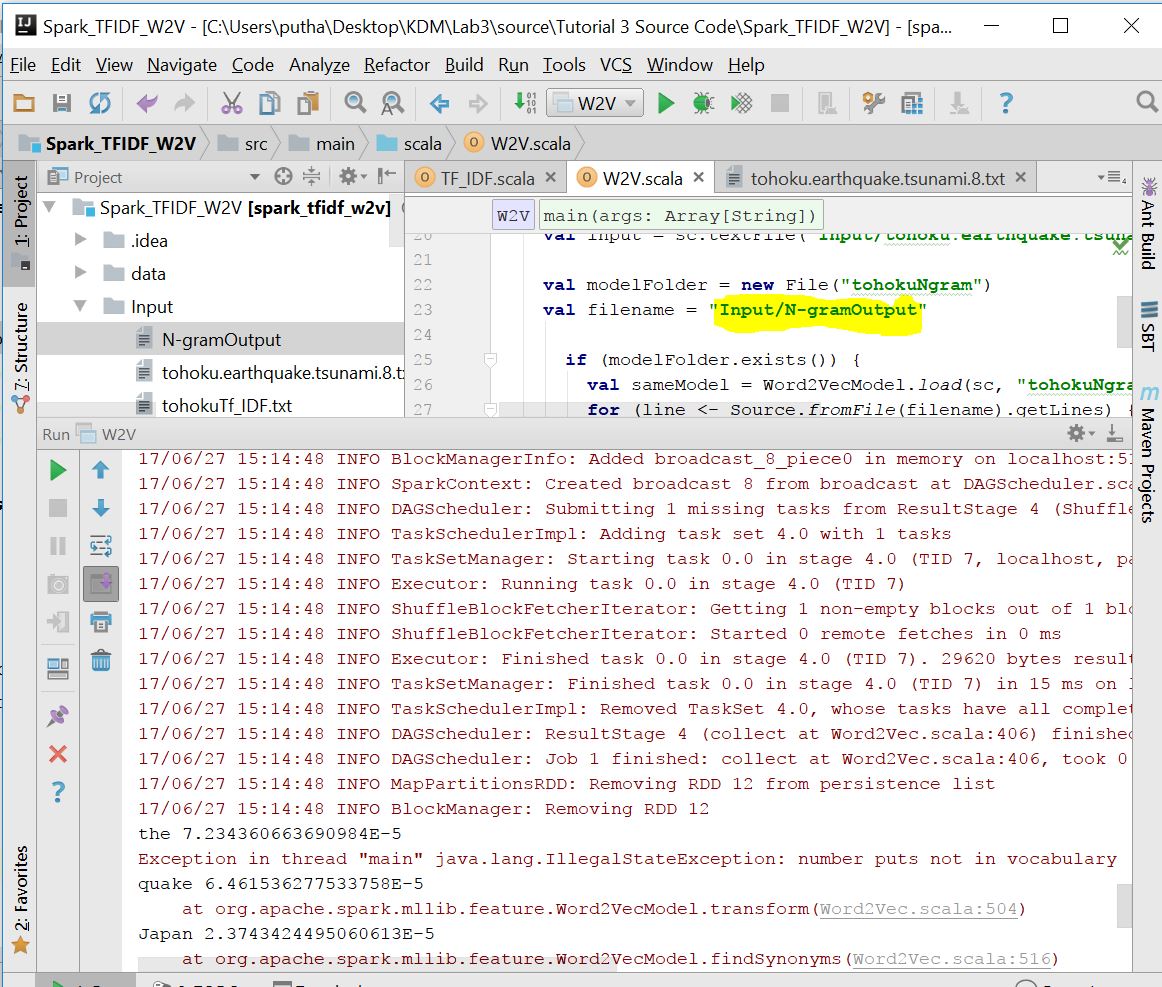 Spark_TFIDF_W2V - [C:\Users\putha\Desktop\KDM\Lab3\source\Tutorial 3 Source Code\Spark_TFIDF_W2V] - [spa...
File Edit View Navigate Code Analyze Refactor Build Run Tools VCS Window Help
W2V
Spark_TFIDF_W2V src main scala W2V.scala
Project TF_IDF.scala W2V.scala tohoku.earthquake.tsunami.8.txt
1: Project
7: Structure
2: Favorites
Ant Build
SBT
Maven Projects
Spark_TFIDF_W2V [spark_tfidf_w2v]
.idea
data
Input
N-gramOutput
tohoku.earthquake.tsunami.8.tx
tohokuTf_IDF.txt
W2V main(args: Array[String])
20 val input = sc.textFile("Input/tohoku.earthquake.tsuna
21
22 val modelFolder = new File("tohokuNgram")
23 val filename = "Input/N-gramOutput"
24
25 if (modelFolder.exists()) {
26 val sameModel = Word2VecModel.load(sc, "tohokuNgra
27 for (line <- Source.fromFile(filename).getLines) {
Run W2V
17/06/27 15:14:48 INFO BlockManagerInfo: Added broadcast_8_piece0 in memory on localhost:51
17/06/27 15:14:48 INFO SparkContext: Created broadcast 8 from broadcast at DAGScheduler.sca
17/06/27 15:14:48 INFO DAGScheduler: Submitting 1 missing tasks from ResultStage 4 (Shuffle
17/06/27 15:14:48 INFO TaskSchedulerImpl: Adding task set 4.0 with 1 tasks
17/06/27 15:14:48 INFO TaskSetManager: Starting task 0.0 in stage 4.0 (TID 7, localhost, pa
17/06/27 15:14:48 INFO Executor: Running task 0.0 in stage 4.0 (TID 7)
17/06/27 15:14:48 INFO ShuffleBlockFetcherIterator: Getting 1 non-empty blocks out of 1 blo
17/06/27 15:14:48 INFO ShuffleBlockFetcherIterator: Started 0 remote fetches in 0 ms
17/06/27 15:14:48 INFO Executor: Finished task 0.0 in stage 4.0 (TID 7). 29620 bytes result
17/06/27 15:14:48 INFO TaskSetManager: Finished task 0.0 in stage 4.0 (TID 7) in 15 ms on l
17/06/27 15:14:48 INFO TaskSchedulerImpl: Removed TaskSet 4.0, whose tasks have all complet
17/06/27 15:14:48 INFO DAGScheduler: ResultStage 4 (collect at Word2Vec.scala:406) finished
17/06/27 15:14:48 INFO DAGScheduler: Job 1 finished: collect at Word2Vec.scala:406, took 0
17/06/27 15:14:48 INFO MapPartitionsRDD: Removing RDD 12 from persistence list
17/06/27 15:14:48 INFO BlockManager: Removing RDD 12
the 7.234360663690984E-5
Exception in thread "main" java.lang.IllegalStateException: number puts not in vocabulary
quake 6.461536277533758E-5
at org.apache.spark.mllib.feature.Word2VecModel.transform(Word2Vec.scala:504)
Japan 2.3743424495060613E-5
at org.apache.spark.mllib.feature.Word2VecModel.findSynonyms(Word2Vec.scala:516)